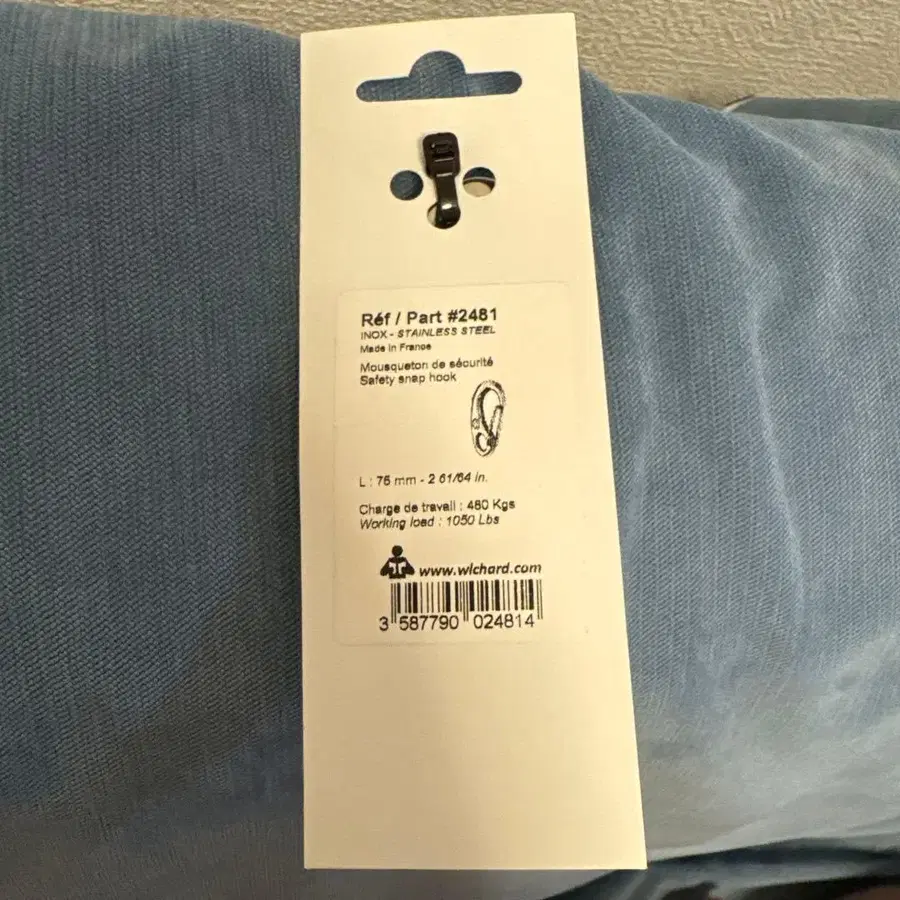 Réf / Part #2481
INOX - STAINLESS STEEL
Made in France
Mousqueton de sécurité
Safety snap hook
L : 75 mm - 2 61/64 in.
Charge de travail : 480 Kgs
Working load : 1050 Lbs
www.wichard.com
3 587790 024814